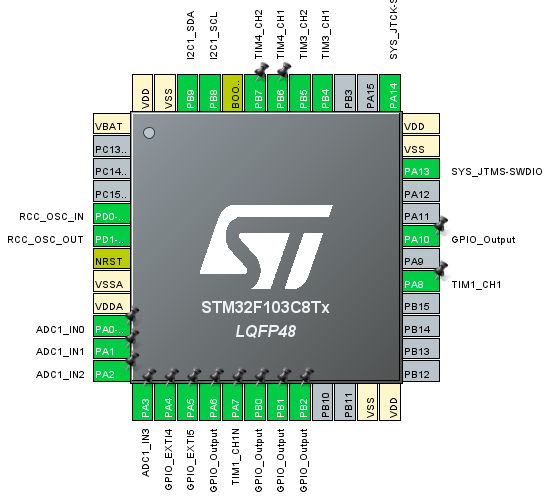 I2C1_SDA
I2C1_SCL
TIM4_CH2
TIM4_CH1
TIM3_CH2
TIM3_CH1
SYS_JTCK-S
VDD
VSS
PB9
PB8
BOO..
PB7
PB6
PB5
PB4
PB3
PA15
PA14
VBAT
VDD
PC13..
VSS
PC14..
PA13 SYS_JTMS-SWDIO
PC15..
PA12
RCC_OSC_IN PD0-..
PA11
RCC_OSC_OUT PD1-..
PA10 GPIO_Output
NRST
PA9
VSSA
PA8 TIM1_CH1
VDDA
PB15
ADC1_IN0 PA0-..
PB14
ADC1_IN1 PA1
PB13
ADC1_IN2 PA2
PB12
ST
STM32F103C8Tx
LQFP48
PA3
PA4
PA5
PA6
PA7
PB0
PB1
PB2
PB10
PB11
VSS
VDD
ADC1_IN3
GPIO_EXTI4
GPIO_EXTI5
GPIO_Output
TIM1_CH1N
GPIO_Output
GPIO_Output
GPIO_Output